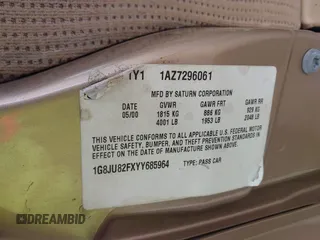 1Y1 1AZ7296061
MFD BY SATURN CORPORATION
DATE GVWR GAWR FRT GAWR RR
05/00 1815 KG 886 KG 929 KG
4001 LB 1953 LB 2048 LB
THIS VEHICLE CONFORMS TO ALL APPLICABLE U.S. FEDERAL
MOTOR VEHICLE SAFETY, BUMPER, AND THEFT PREVENTION STANDARDS
IN EFFECT ON THE DATE OF MANUFACTURE SHOWN ABOVE.
1G8JU82FXYY685964 TYPE: PASS CAR
DREAMBID